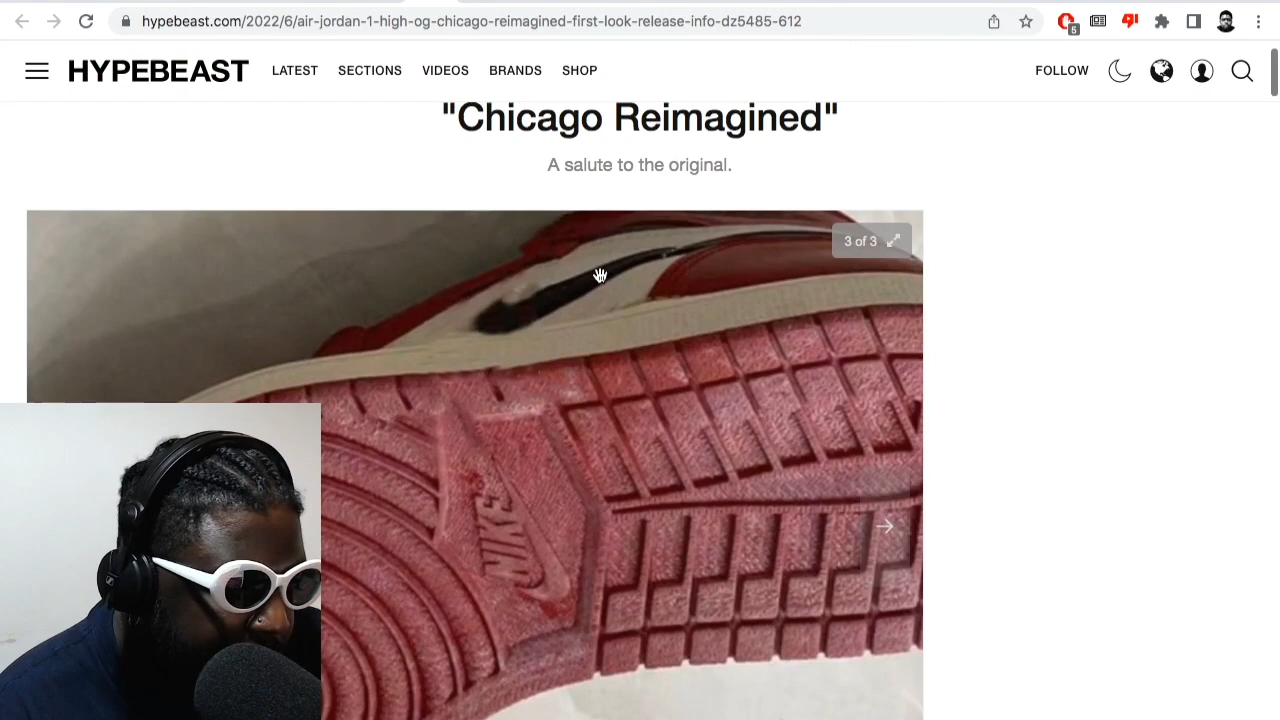 hypebeast.com/2022/6/air-jordan-1-high-og-chicago-reimagined-first-look-release-info-dz5485-612
5
HYPEBEAST LATEST SECTIONS VIDEOS BRANDS SHOP FOLLOW
"Chicago Reimagined"
A salute to the original.
3 of 3
NIKE